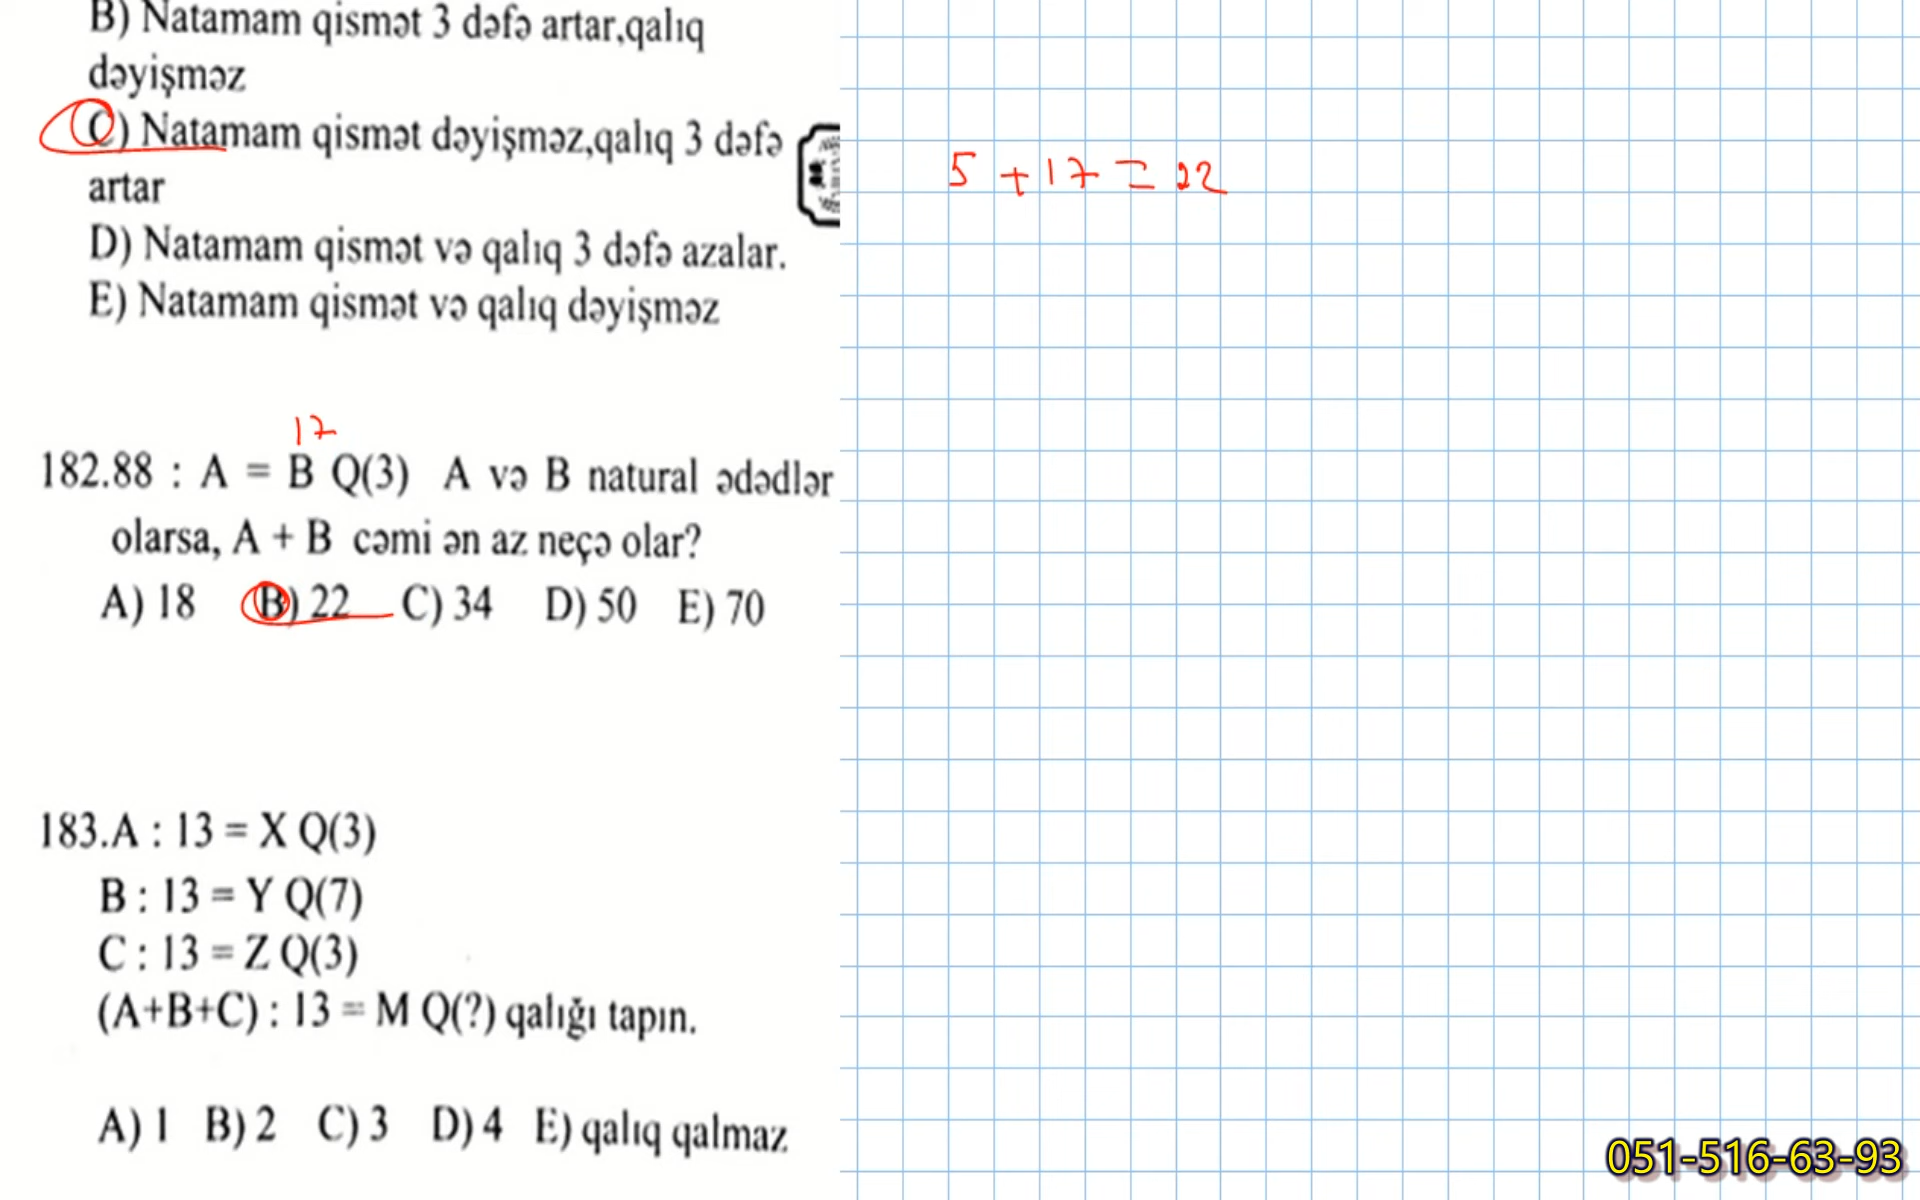 B) Natamam qismət 3 dəfə artar,qalıq
dəyişməz
C) Natamam qismət dəyişməz,qalıq 3 dəfə
artar
D) Natamam qismət və qalıq 3 dəfə azalar.
E) Natamam qismət və qalıq dəyişməz
5 + 17 = 22
17
182.88 : A = B Q(3) A və B natural ədədlər
olarsa, A + B cəmi ən az neçə olar?
A) 18 B) 22 C) 34 D) 50 E) 70
183.A : 13 = X Q(3)
B : 13 = Y Q(7)
C : 13 = Z Q(3)
(A+B+C) : 13 = M Q(?) qalığı tapın.
A) 1 B) 2 C) 3 D) 4 E) qalıq qalmaz
051-516-63-93